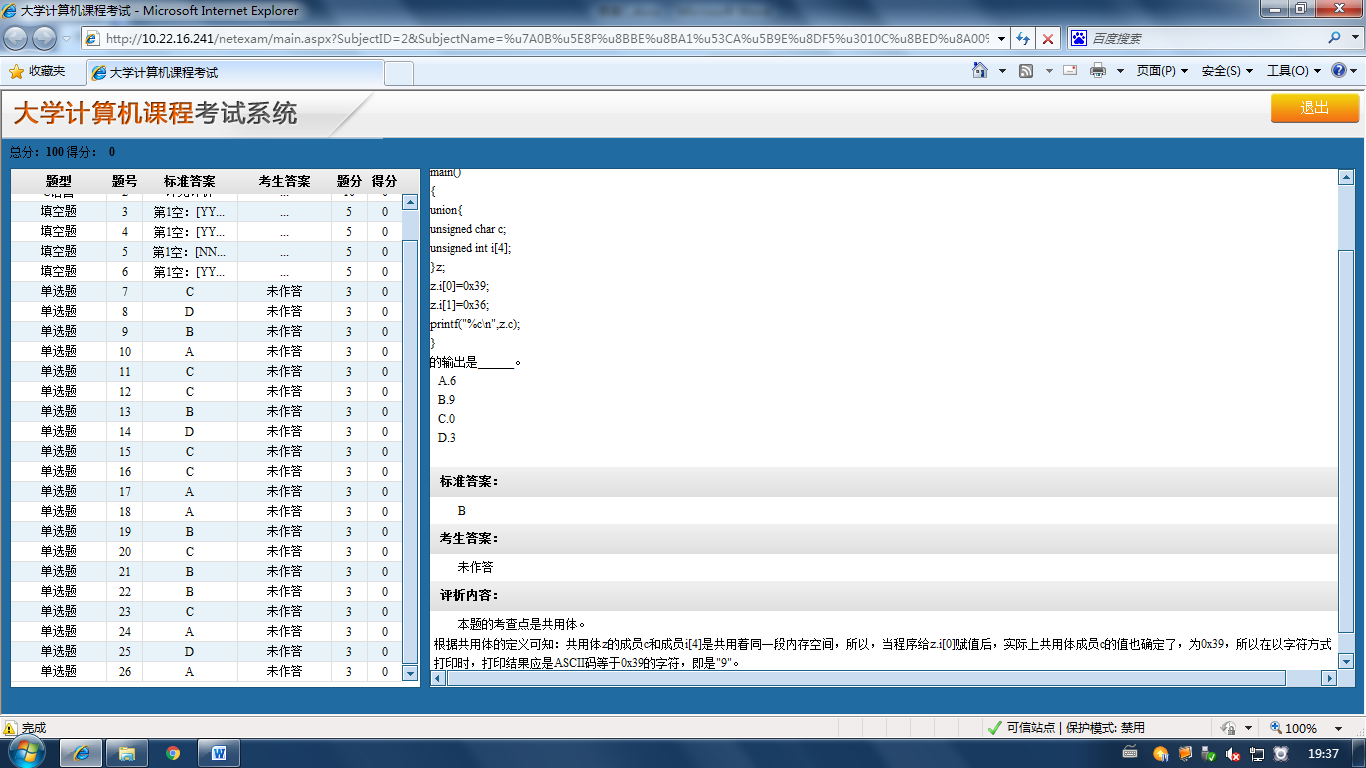 大学计算机课程考试 - Microsoft Internet Explorer
http://10.22.16.241/netexam/main.aspx?SubjectID=2&SubjectName=%u7A0B%u5E8F%u8BBE%u8BA1%u53CA%u5B9E%u8DF5%u3010C%u8BED%u8A00%
百度搜索
收藏夹
大学计算机课程考试
页面(P)
安全(S)
工具(O)
大学计算机课程考试系统
退出
总分：100 得分： 0
题型 题号 标准答案 考生答案 题分 得分
填空题 3 第1空：[YY... ... 5 0
填空题 4 第1空：[YY... ... 5 0
填空题 5 第1空：[NN... ... 5 0
填空题 6 第1空：[YY... ... 5 0
单选题 7 C 未作答 3 0
单选题 8 D 未作答 3 0
单选题 9 B 未作答 3 0
单选题 10 A 未作答 3 0
单选题 11 C 未作答 3 0
单选题 12 C 未作答 3 0
单选题 13 B 未作答 3 0
单选题 14 D 未作答 3 0
单选题 15 C 未作答 3 0
单选题 16 C 未作答 3 0
单选题 17 A 未作答 3 0
单选题 18 A 未作答 3 0
单选题 19 B 未作答 3 0
单选题 20 C 未作答 3 0
单选题 21 B 未作答 3 0
单选题 22 B 未作答 3 0
单选题 23 C 未作答 3 0
单选题 24 A 未作答 3 0
单选题 25 D 未作答 3 0
单选题 26 A 未作答 3 0
main()
{
union{
unsigned char c;
unsigned int i[4];
}z;
z.i[0]=0x39;
z.i[1]=0x36;
printf("%c\n",z.c);
}
的输出是______。
A.6
B.9
C.0
D.3
标准答案：
B
考生答案：
未作答
评析内容：
本题的考查点是共用体。
根据共用体的定义可知：共用体z的成员c和成员i[4]是共用着同一段内存空间，所以，当程序给z.i[0]赋值后，实际上共用体成员c的值也确定了，为0x39，所以在以字符方式
打印时，打印结果应是ASCII码等于0x39的字符，即是"9"。
完成
可信站点 | 保护模式: 禁用
100%
19:37